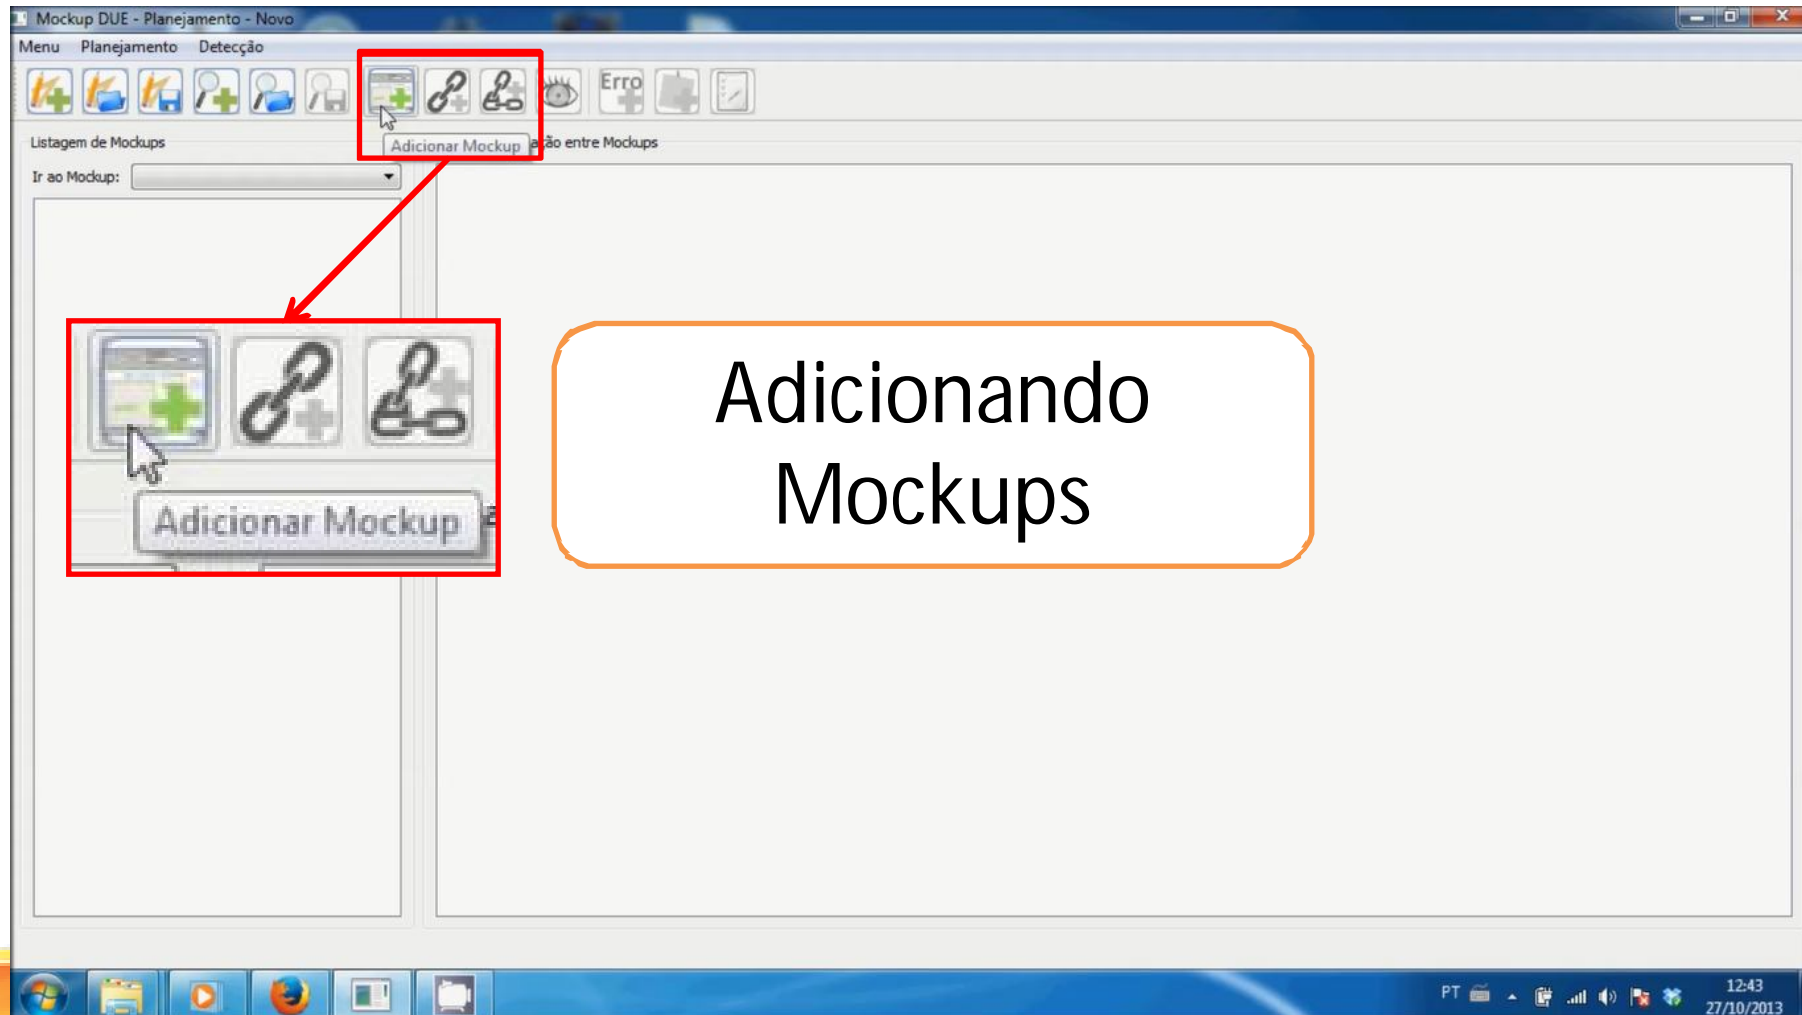 Mockup DUE - Planejamento - Novo
Menu Planejamento Detecção
Erro
Adicionar Mockup
Listagem de Mockups
ação entre Mockups
Ir ao Mockup:
Adicionar Mockup
Adicionando
Mockups
PT
12:43
27/10/2013